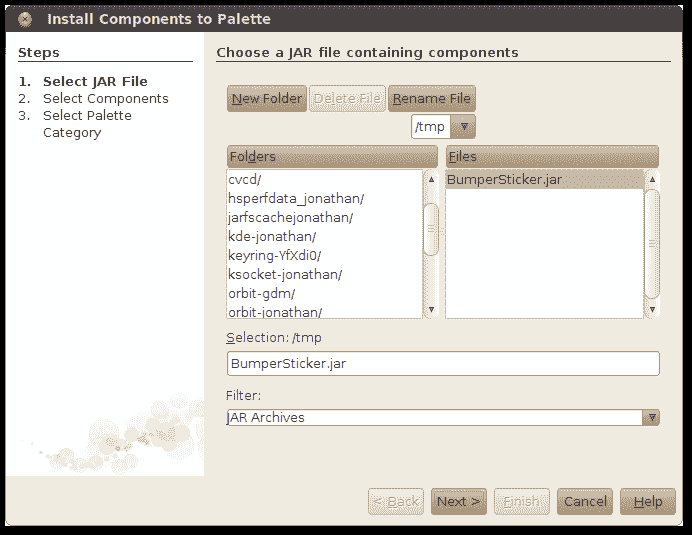 Install Components to Palette
Steps
1. Select JAR File
2. Select Components
3. Select Palette
Category
Choose a JAR file containing components
New Folder Delete File Rename File
/tmp
Folders
cvcd/
hsperfdata_jonathan/
jarfscachejonathan/
kde-jonathan/
keyring-YfXdi0/
ksocket-jonathan/
orbit-gdm/
orbit-jonathan/
Files
BumperSticker.jar
Selection: /tmp
BumperSticker.jar
Filter:
JAR Archives
< Back Next > Finish Cancel Help